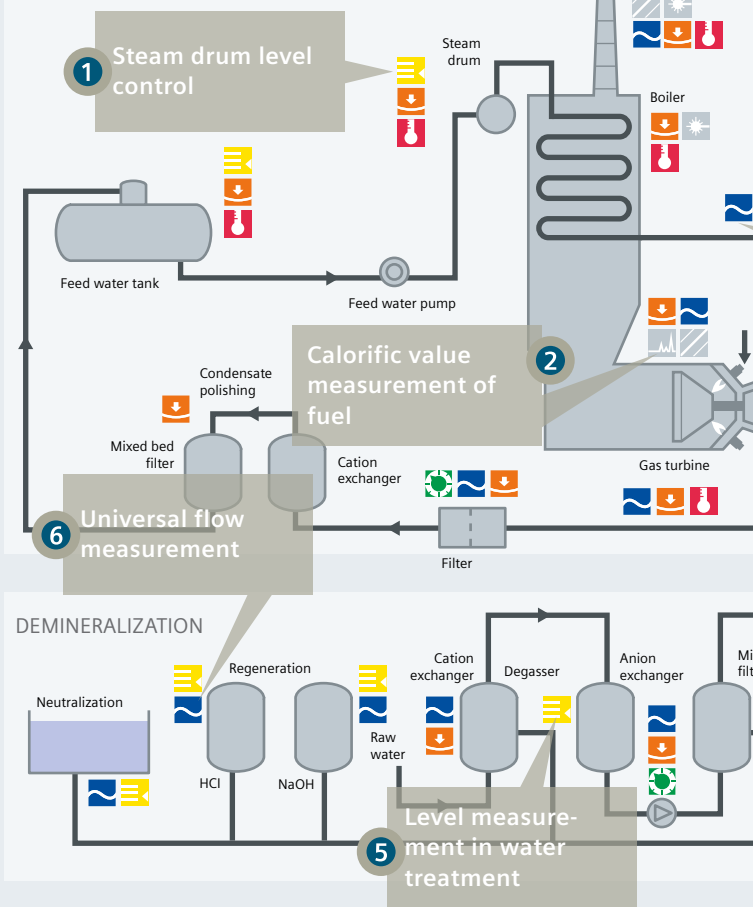 1
Steam drum level
control
Steam
drum
Boiler
Feed water tank
Feed water pump
2
Calorific value
measurement of
fuel
Condensate
polishing
Mixed bed
filter
Cation
exchanger
Gas turbine
6
Universal flow
measurement
Filter
DEMINERALIZATION
Neutralization
Regeneration
HCl
NaOH
Raw
water
Cation
exchanger
Degasser
Anion
exchanger
Mi
filt
5
Level measure-
ment in water
treatment